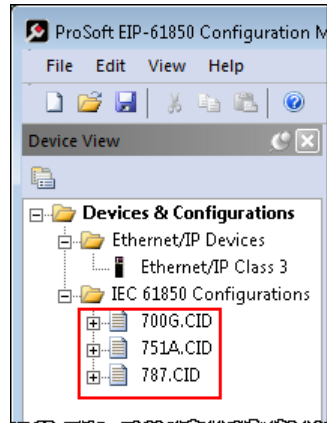 ProSoft EIP-61850 Configuration M
File Edit View Help
Device View
Devices & Configurations
Ethernet/IP Devices
Ethernet/IP Class 3
IEC 61850 Configurations
700G.CID
751A.CID
787.CID